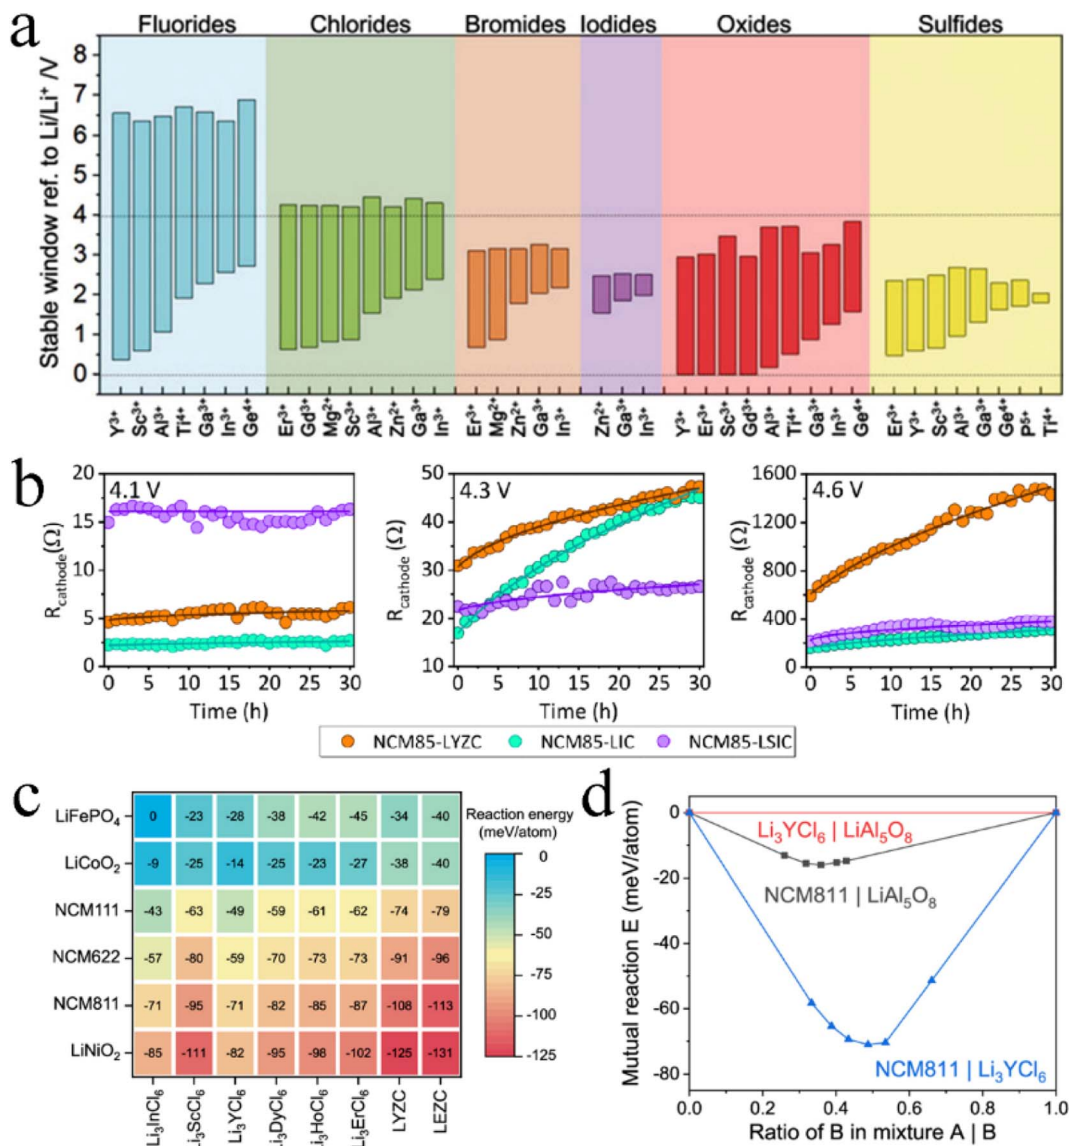 a
Fluorides Chlorides Bromides Iodides Oxides Sulfides
Stable window ref. to Li/Li⁺ /V
8
7
6
5
4
3
2
1
0
Y³⁺ Sc³⁺ Al³⁺ Ti⁴⁺ Ga³⁺ In³⁺ Ge⁴⁺ Er³⁺ Gd³⁺ Mg²⁺ Sc³⁺ Al³⁺ Zn²⁺ Ga³⁺ In³⁺ Er³⁺ Mg²⁺ Zn²⁺ Ga³⁺ In³⁺ Zn²⁺ Ga³⁺ In³⁺ Y³⁺ Er³⁺ Sc³⁺ Gd³⁺ Al³⁺ Ti⁴⁺ Ga³⁺ In³⁺ Ge⁴⁺ Er³⁺ Y³⁺ Sc³⁺ Al³⁺ Ga³⁺ Ge⁴⁺ P⁵⁺ Ti⁴⁺
b
4.1 V
R_cathode(Ω)
20
15
10
5
0
0 5 10 15 20 25 30
Time (h)
4.3 V
R_cathode (Ω)
50
40
30
20
10
0 5 10 15 20 25 30
Time (h)
4.6 V
R_cathode (Ω)
1600
1200
800
400
0
0 5 10 15 20 25 30
Time (h)
NCM85-LYZC NCM85-LIC NCM85-LSIC
c
LiFePO₄ 0 -23 -28 -38 -42 -45 -34 -40
LiCoO₂ -9 -25 -14 -25 -23 -27 -38 -40
NCM111 -43 -63 -49 -59 -61 -62 -74 -79
NCM622 -57 -80 -59 -70 -73 -73 -91 -96
NCM811 -71 -95 -71 -82 -85 -87 -108 -113
LiNiO₂ -85 -111 -82 -95 -98 -102 -125 -131
Li₃InCl₆ Li₃ScCl₆ Li₃YCl₆ Li₃DyCl₆ Li₃HoCl₆ Li₃ErCl₆ LYZC LEZC
Reaction energy
(meV/atom)
0
-25
-50
-75
-100
-125
d
Mutual reaction E (meV/atom)
0
-20
-40
-60
-80
Li₃YCl₆ | LiAl₅O₈
NCM811 | LiAl₅O₈
NCM811 | Li₃YCl₆
0.0 0.2 0.4 0.6 0.8 1.0
Ratio of B in mixture A | B